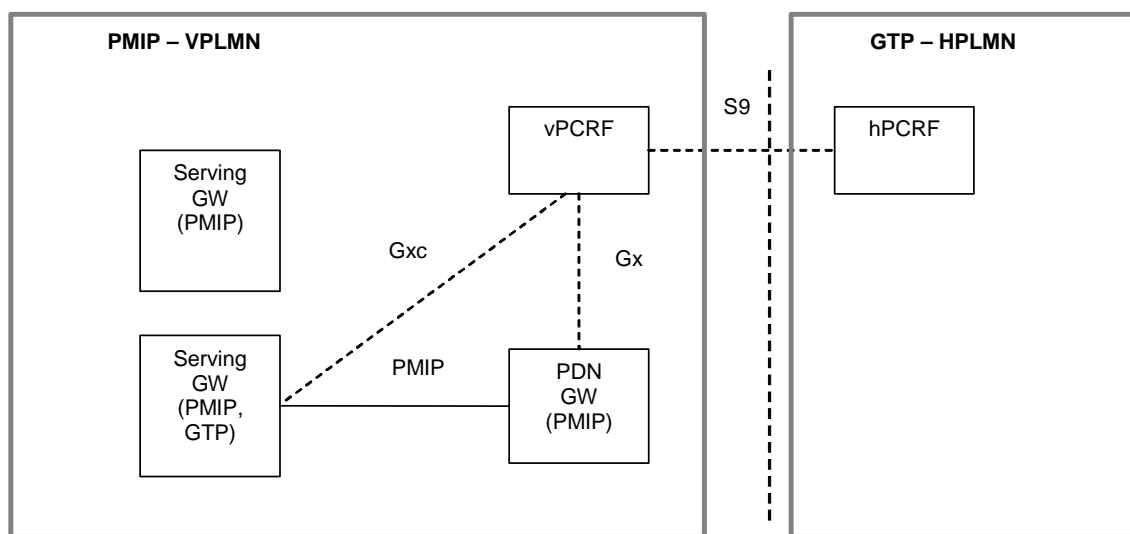 PMIP – VPLMN
GTP – HPLMN
S9
vPCRF
hPCRF
Serving
GW
(PMIP)
Gxc
Gx
Serving
GW
(PMIP,
GTP)
PMIP
PDN
GW
(PMIP)